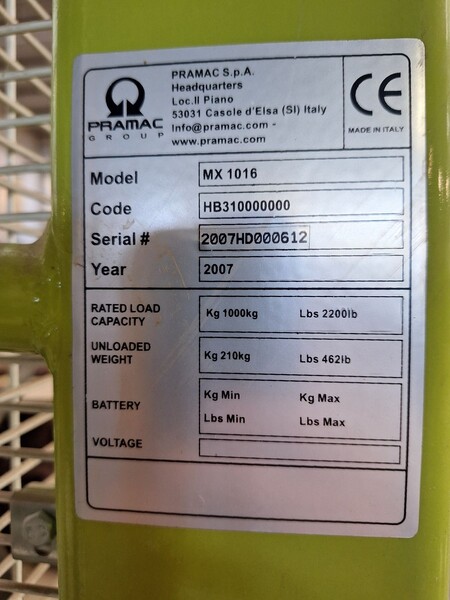 PRAMAC
GROUP
PRAMAC S.p.A.
Headquarters
Loc.Il Piano
53031 Casole d'Elsa (SI) Italy
Info@pramac.com -
www.pramac.com
CE
MADE IN ITALY
Model MX 1016
Code HB310000000
Serial # 2007HD000612
Year 2007
RATED LOAD CAPACITY Kg 1000kg Lbs 2200lb
UNLOADED WEIGHT Kg 210kg Lbs 462lb
BATTERY Kg Min Kg Max
Lbs Min Lbs Max
VOLTAGE